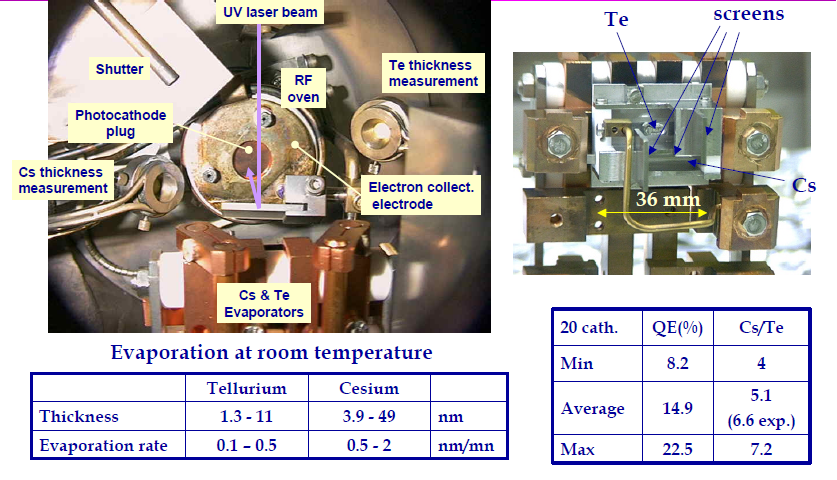 UV laser beam
Shutter
Te thickness
measurement
RF
oven
Photocathode
plug
Cs thickness
measurement
Electron collect.
electrode
Cs & Te
Evaporators
Te
screens
Cs
36 mm
Evaporation at room temperature
Tellurium Cesium
Thickness 1.3 - 11 3.9 - 49 nm
Evaporation rate 0.1 – 0.5 0.5 - 2 nm/mn
20 cath. QE(%) Cs/Te
Min 8.2 4
Average 14.9 5.1
(6.6 exp.)
Max 22.5 7.2